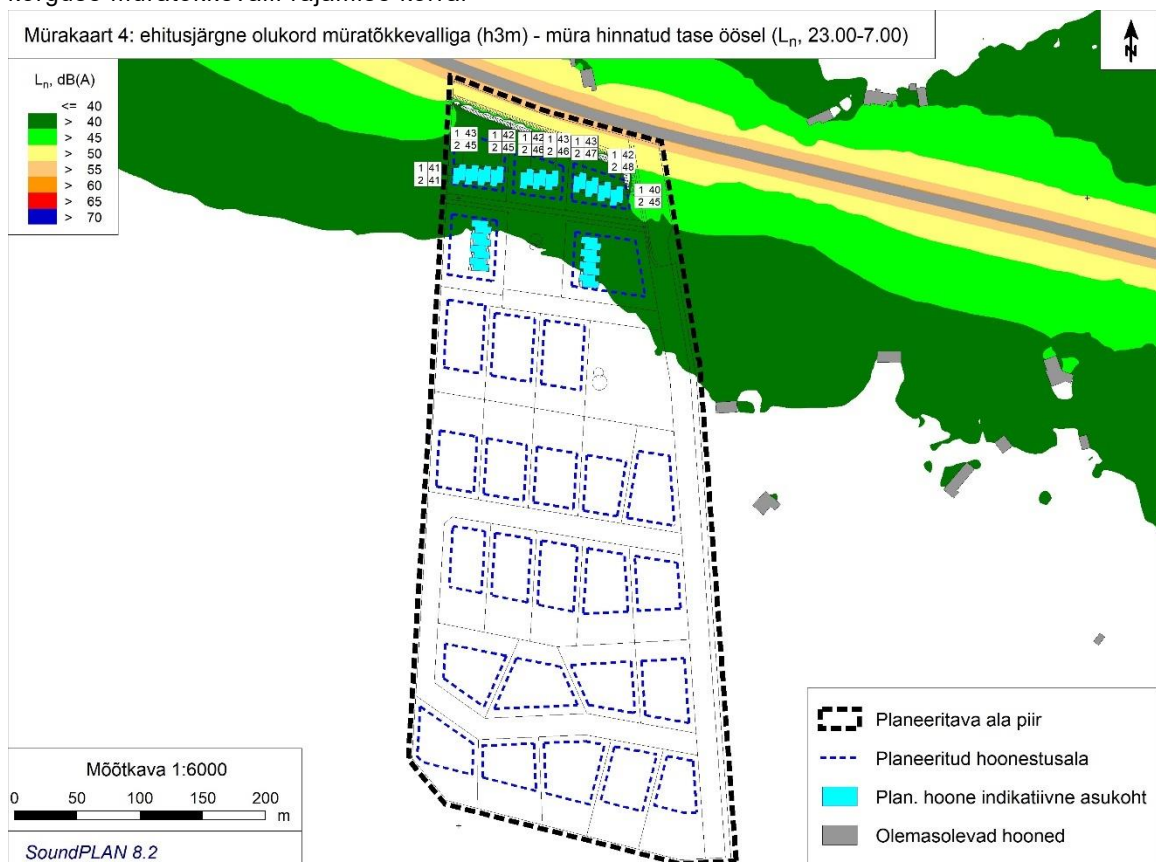 kõrguse müratõkkevalli rajamise korral
Mürakaart 4: ehitusjärgne olukord müratõkkevalliga (h3m) - müra hinnatud tase öösel (Ln, 23.00-7.00)
N
Ln, dB(A)
<= 40
> 40
> 45
> 50
> 55
> 60
> 65
> 70
1 43
2 45
1 42
2 45
1 42
2 46
1 43
2 46
1 43
2 47
1 42
2 48
1 41
2 41
1 40
2 45
Planeeritava ala piir
Planeeritud hoonestusala
Plan. hoone indikatiivne asukoht
Olemasolevad hooned
Mõõtkava 1:6000
0 50 100 150 200
m
SoundPLAN 8.2